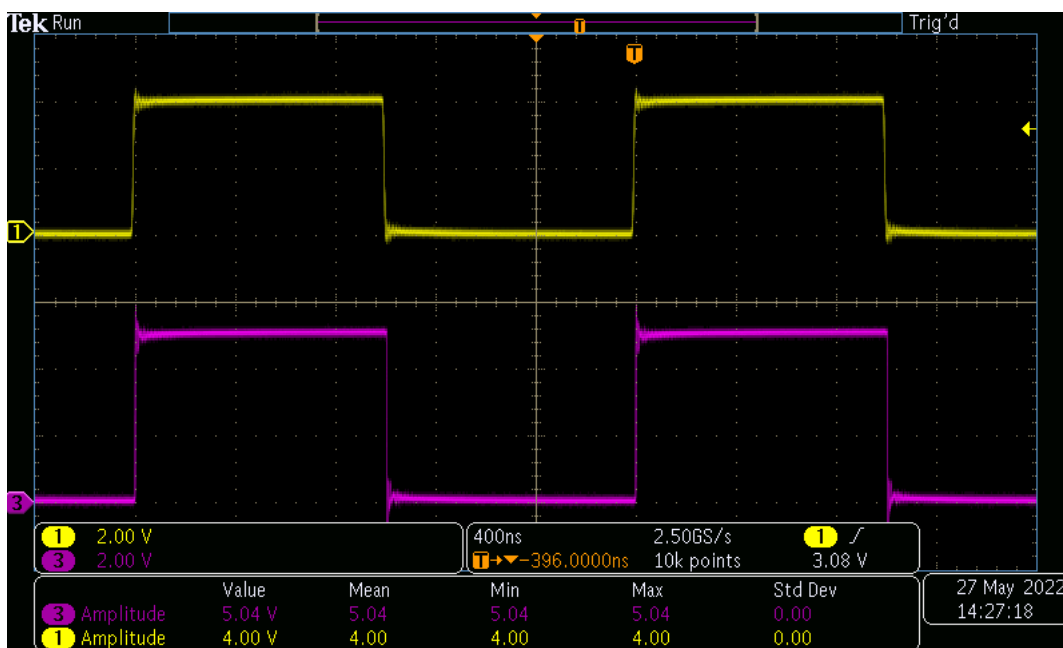 Tek Run Trig'd
T
T
1
3
1 2.00 V
3 2.00 V
400ns 2.50GS/s 1
T→▼−396.0000ns 10k points 3.08 V
Value Mean Min Max Std Dev
3 Amplitude 5.04 V 5.04 5.04 5.04 0.00
1 Amplitude 4.00 V 4.00 4.00 4.00 0.00
27 May 2022
14:27:18